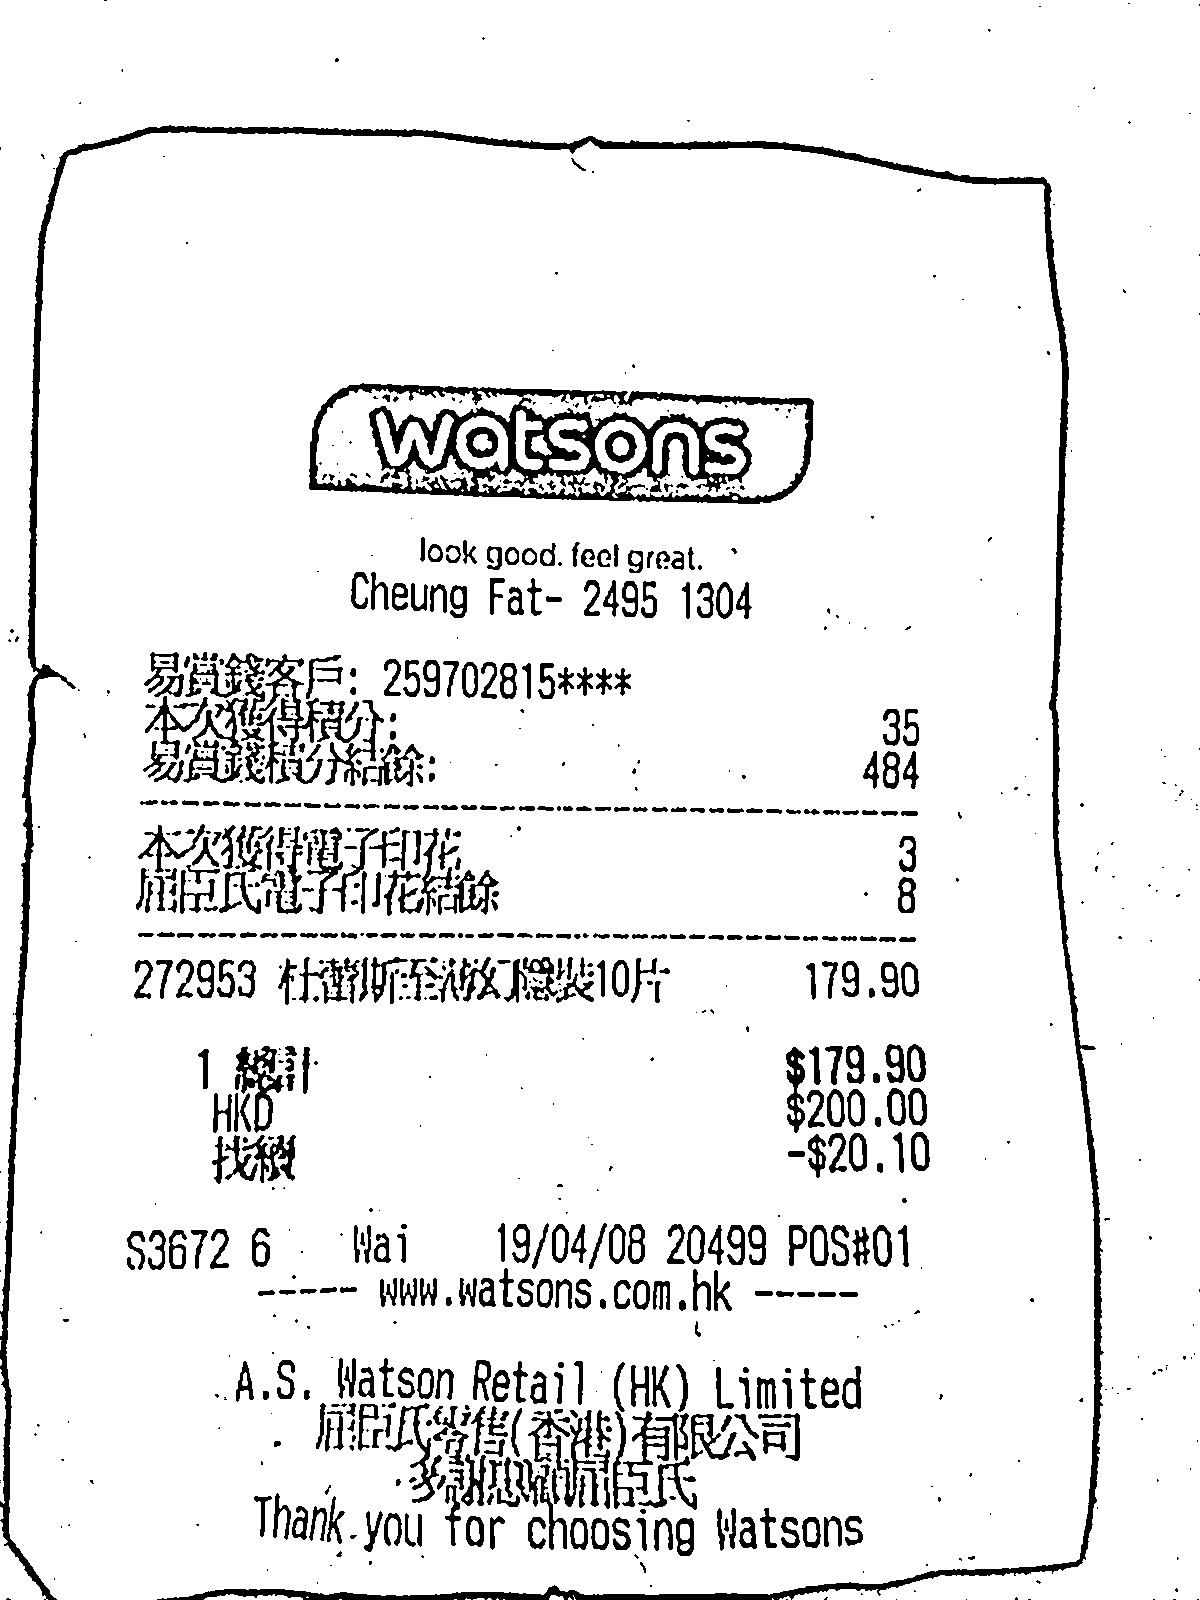 watsons
look good. feel great.
Cheung Fat- 2495 1304
易賞錢客戶: 259702815****
本次獲得積分: 35
易賞錢積分結餘: 484
本次獲得電子印花 3
屈臣氏電子印花結餘 8
272953 杜蕾斯至薄幻隱裝10片 179.90
1 總計 $179.90
HKD $200.00
找續 -$20.10
S3672 6 Wai 19/04/08 20499 POS#01
----- www.watsons.com.hk -----
A.S. Watson Retail (HK) Limited
屈臣氏零售(香港)有限公司
多謝惠顧屈臣氏
Thank you for choosing Watsons